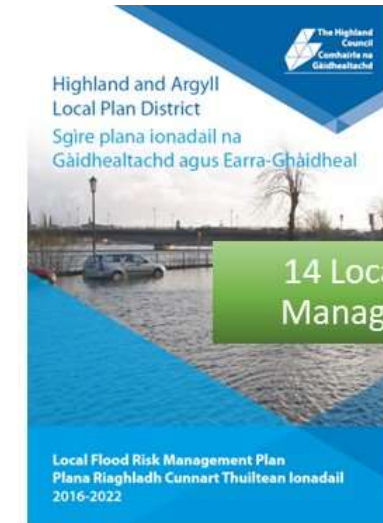 The Highland
Council
Comhairle na
Gàidhealtachd
Highland and Argyll
Local Plan District
Sgìre plana ionadail na
Gàidhealtachd agus Earra-Ghàidheal
14 Loca
Manag
Local Flood Risk Management Plan
Plana Riaghladh Cunnart Thuiltean Ionadail
2016-2022